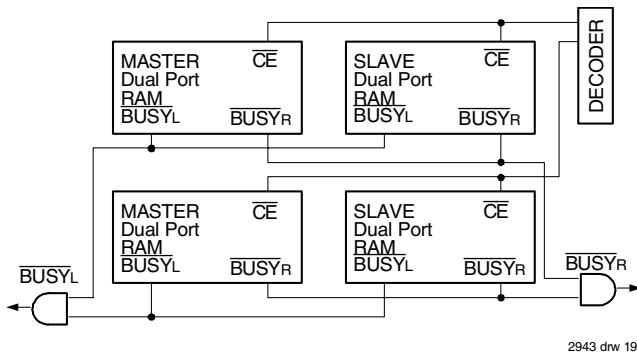 MASTER
Dual Port
RAM
BUSYL
CE
BUSYR
SLAVE
Dual Port
RAM
BUSYL
CE
BUSYR
DECODER
MASTER
Dual Port
RAM
BUSYL
CE
BUSYR
SLAVE
Dual Port
RAM
BUSYL
CE
BUSYR
BUSYL
BUSYR
2943 drw 19